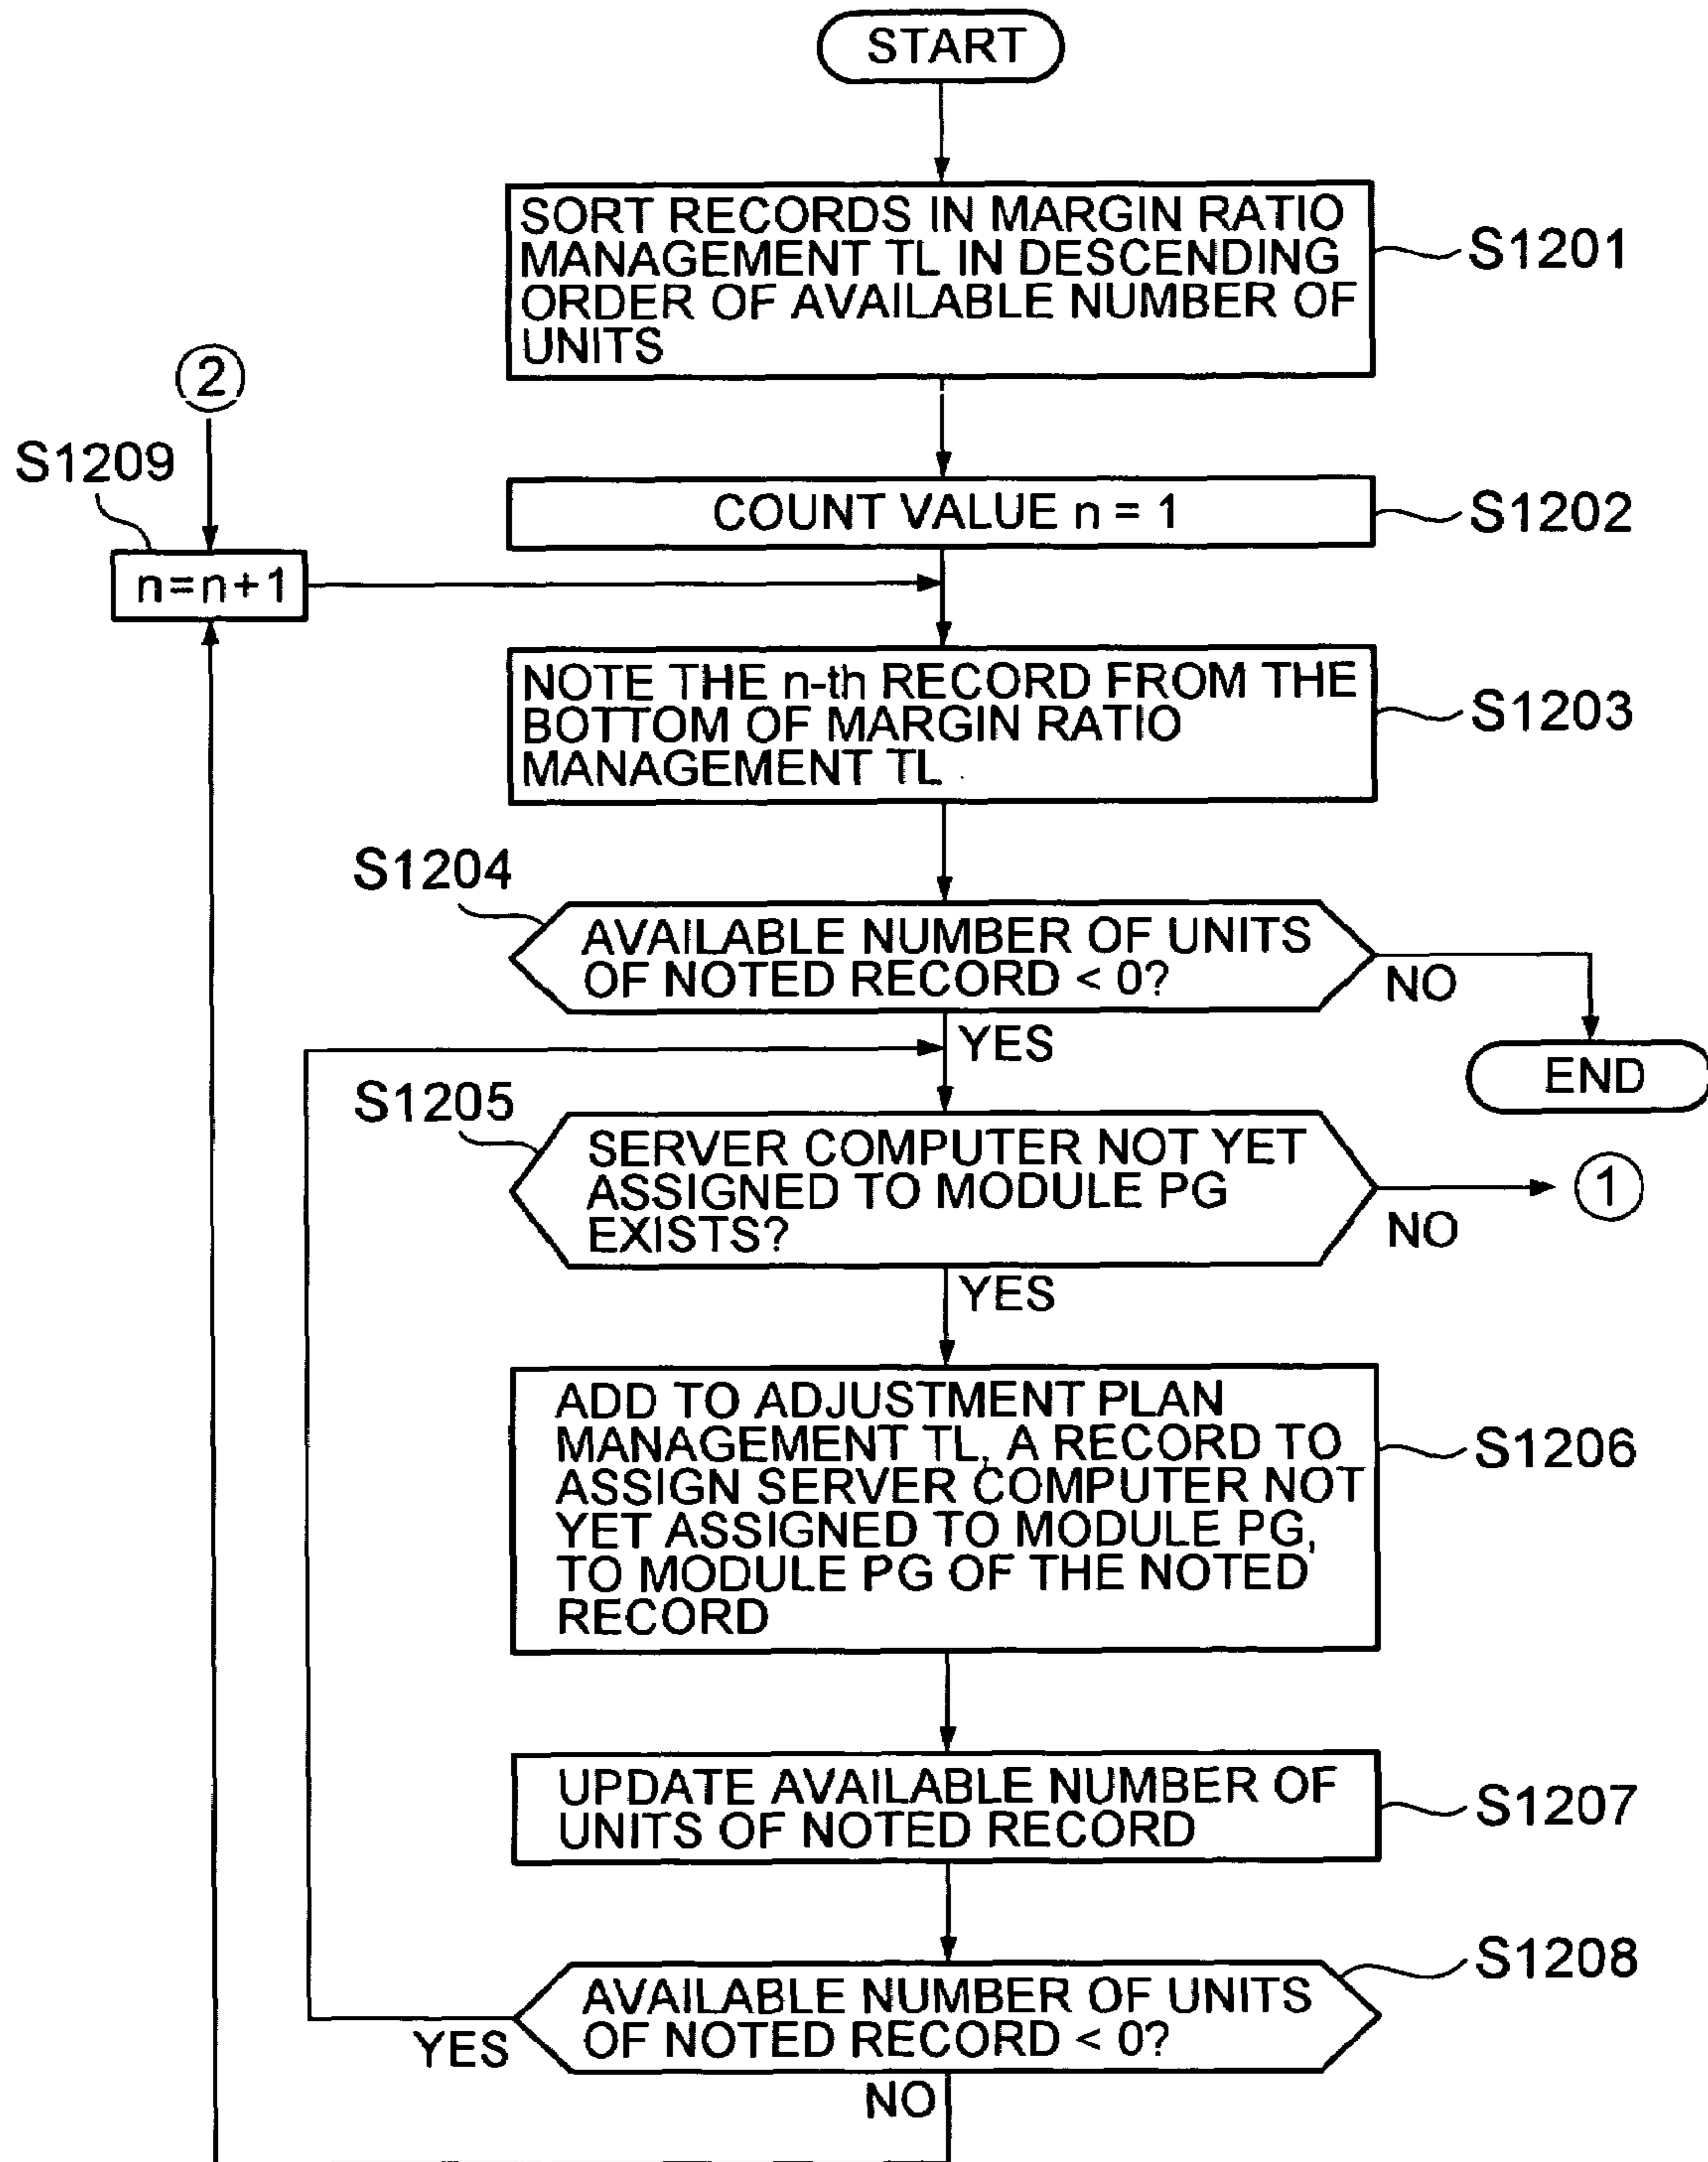 START
SORT RECORDS IN MARGIN RATIO
MANAGEMENT TL IN DESCENDING
ORDER OF AVAILABLE NUMBER OF
UNITS
S1201
2
S1209
COUNT VALUE n = 1
S1202
n=n+1
NOTE THE n-th RECORD FROM THE
BOTTOM OF MARGIN RATIO
MANAGEMENT TL
S1203
S1204
AVAILABLE NUMBER OF UNITS
OF NOTED RECORD < 0?
NO
YES
END
S1205
SERVER COMPUTER NOT YET
ASSIGNED TO MODULE PG
EXISTS?
1
NO
YES
ADD TO ADJUSTMENT PLAN
MANAGEMENT TL, A RECORD TO
ASSIGN SERVER COMPUTER NOT
YET ASSIGNED TO MODULE PG,
TO MODULE PG OF THE NOTED
RECORD
S1206
UPDATE AVAILABLE NUMBER OF
UNITS OF NOTED RECORD
S1207
S1208
AVAILABLE NUMBER OF UNITS
OF NOTED RECORD < 0?
YES
NO